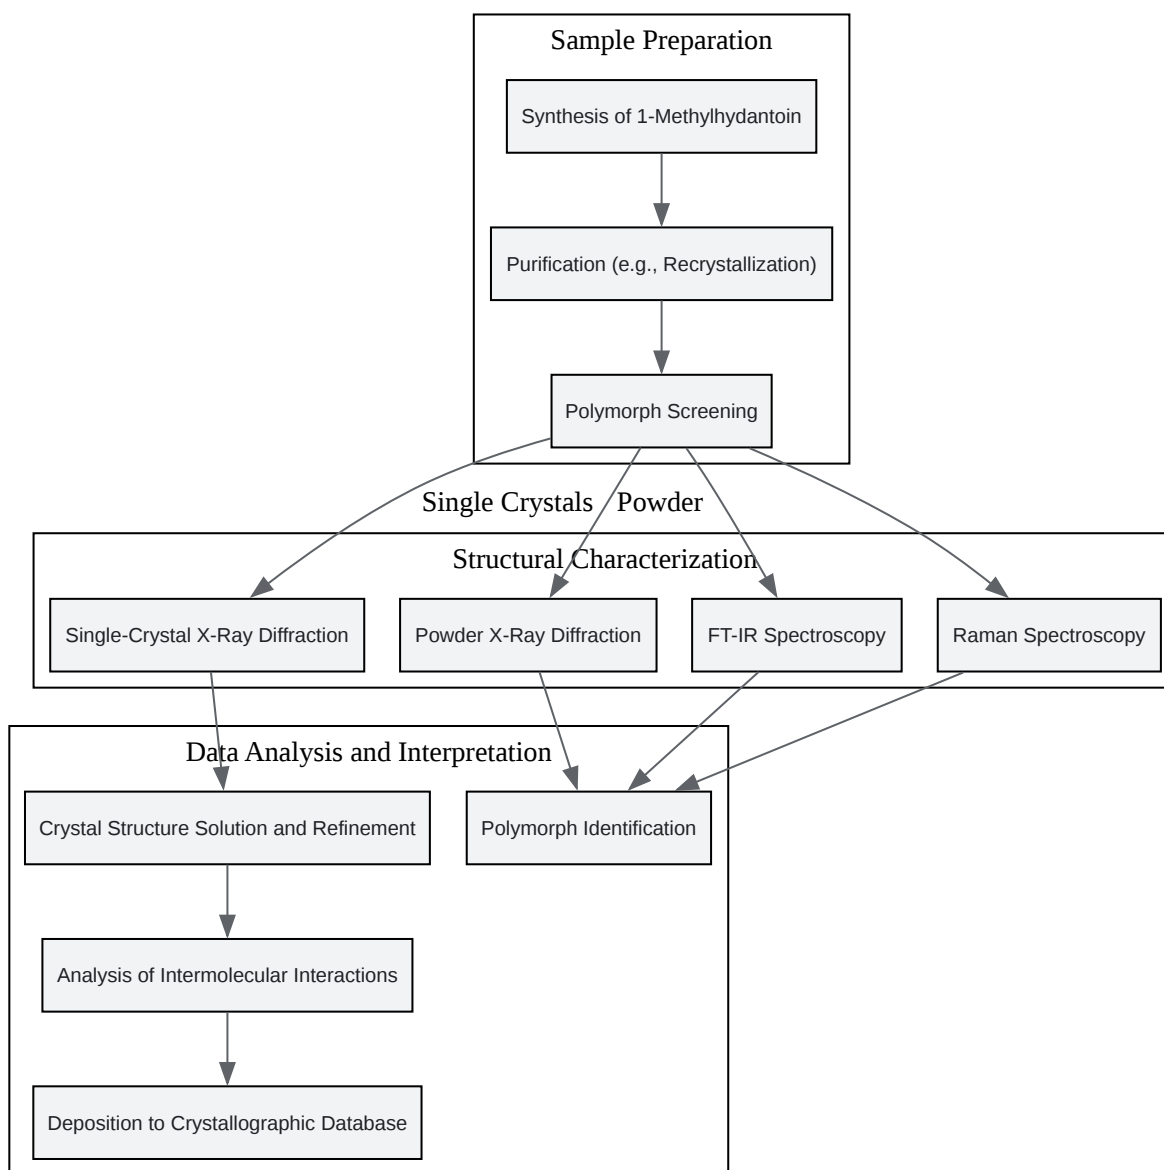 Sample Preparation
Synthesis of 1-Methylhydantoin
Purification (e.g., Recrystallization)
Polymorph Screening
Single Crystals
Powder
Structural Characterization
Single-Crystal X-Ray Diffraction
Powder X-Ray Diffraction
FT-IR Spectroscopy
Raman Spectroscopy
Data Analysis and Interpretation
Crystal Structure Solution and Refinement
Polymorph Identification
Analysis of Intermolecular Interactions
Deposition to Crystallographic Database